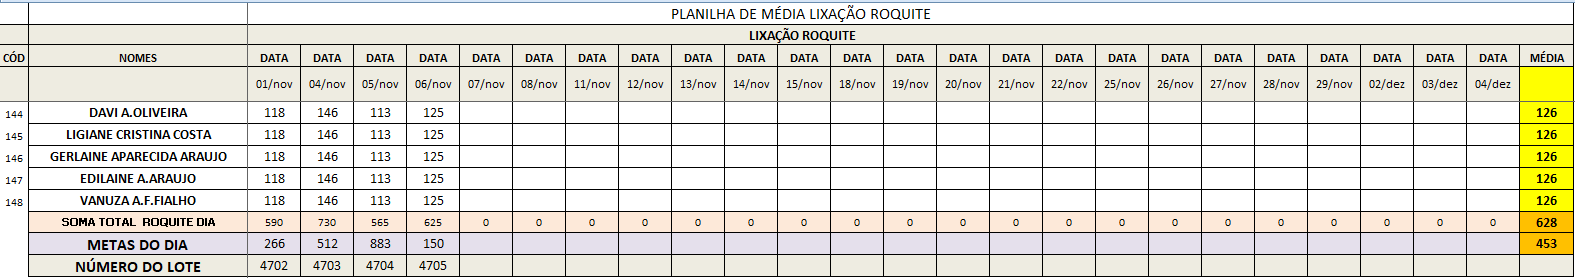 PLANILHA DE MÉDIA LIXAÇÃO ROQUITE
LIXAÇÃO ROQUITE
CÓD NOMES DATA DATA DATA DATA DATA DATA DATA DATA DATA DATA DATA DATA DATA DATA DATA DATA DATA DATA DATA DATA DATA DATA DATA DATA MÉDIA
01/nov 04/nov 05/nov 06/nov 07/nov 08/nov 11/nov 12/nov 13/nov 14/nov 15/nov 18/nov 19/nov 20/nov 21/nov 22/nov 25/nov 26/nov 27/nov 28/nov 29/nov 02/dez 03/dez 04/dez
144 DAVI A.OLIVEIRA 118 146 113 125 126
145 LIGIANE CRISTINA COSTA 118 146 113 125 126
146 GERLAINE APARECIDA ARAUJO 118 146 113 125 126
147 EDILAINE A.ARAUJO 118 146 113 125 126
148 VANUZA A.F.FIALHO 118 146 113 125 126
SOMA TOTAL ROQUITE DIA 590 730 565 625 0 0 0 0 0 0 0 0 0 0 0 0 0 0 0 0 0 0 0 0 628
METAS DO DIA 266 512 883 150 453
NÚMERO DO LOTE 4702 4703 4704 4705